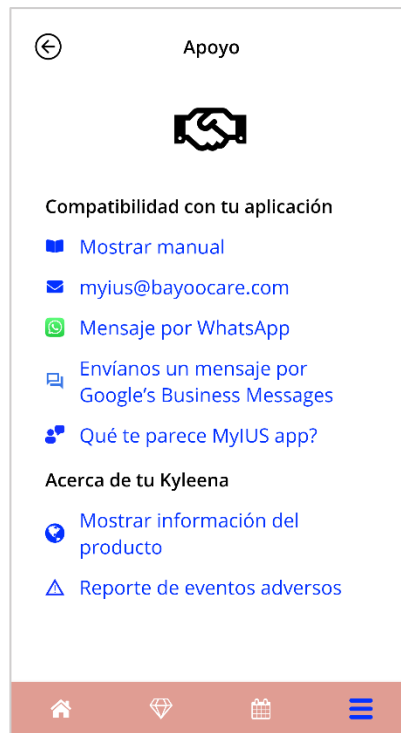 Apoyo
Compatibilidad con tu aplicación
Mostrar manual
myius@bayoocare.com
Mensaje por WhatsApp
Envíanos un mensaje por
Google's Business Messages
Qué te parece MyIUS app?
Acerca de tu Kyleena
Mostrar información del
producto
Reporte de eventos adversos